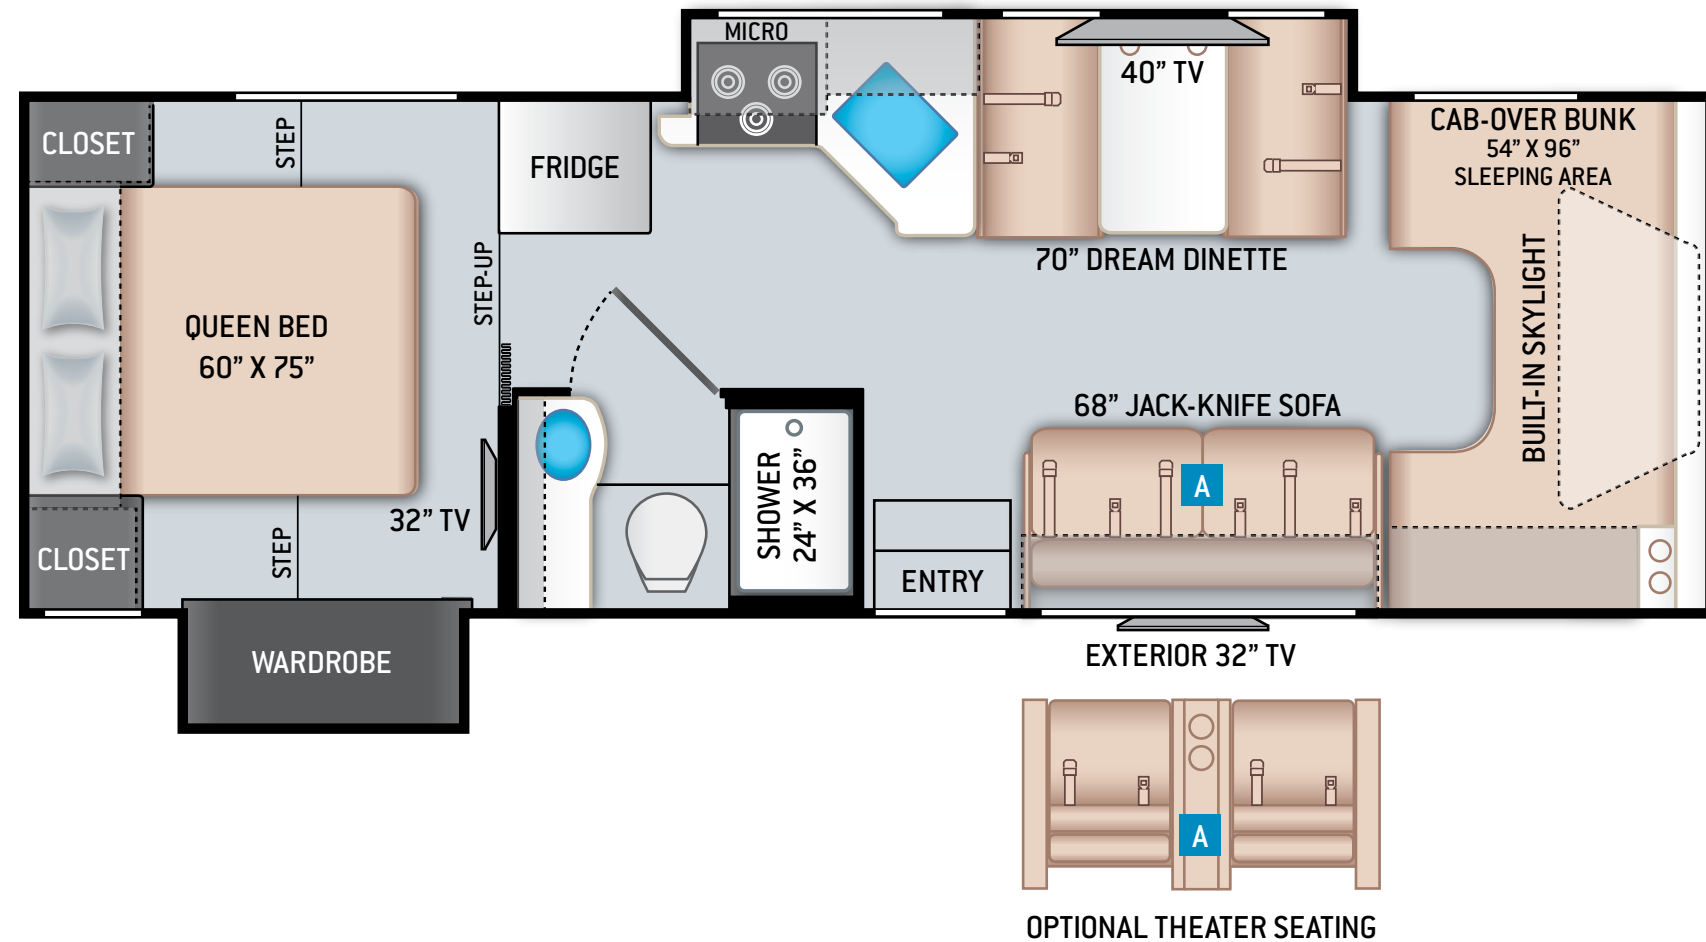 MICRO
40” TV
CLOSET
STEP
FRIDGE
CAB-OVER BUNK
54” X 96”
SLEEPING AREA
STEP-UP
70” DREAM DINETTE
BUILT-IN SKYLIGHT
QUEEN BED
60” X 75”
68” JACK-KNIFE SOFA
A
32” TV
SHOWER
24” X 36”
CLOSET
STEP
ENTRY
WARDROBE
EXTERIOR 32” TV
A
OPTIONAL THEATER SEATING